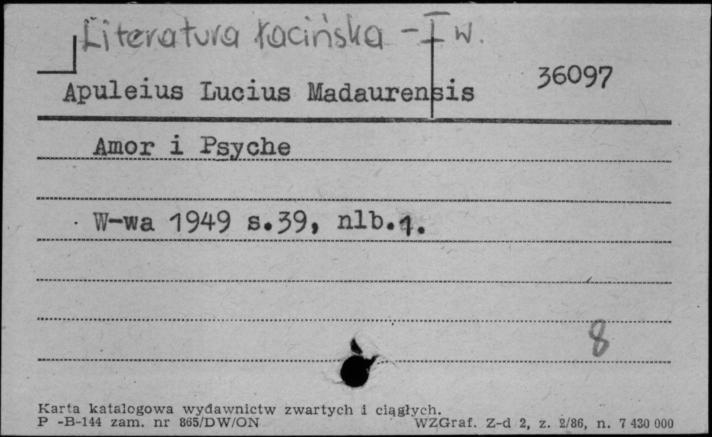 Literatura łacińska - I w.
36097
Apuleius Lucius Madaurensis
Amor i Psyche
W-wa 1949 s.39, nlb.1.
8
Karta katalogowa wydawnictw zwartych i ciągłych.
P -B-144 zam. nr 865/DW/ON WZGraf. Z-d 2, z. 2/86, n. 7 430 000